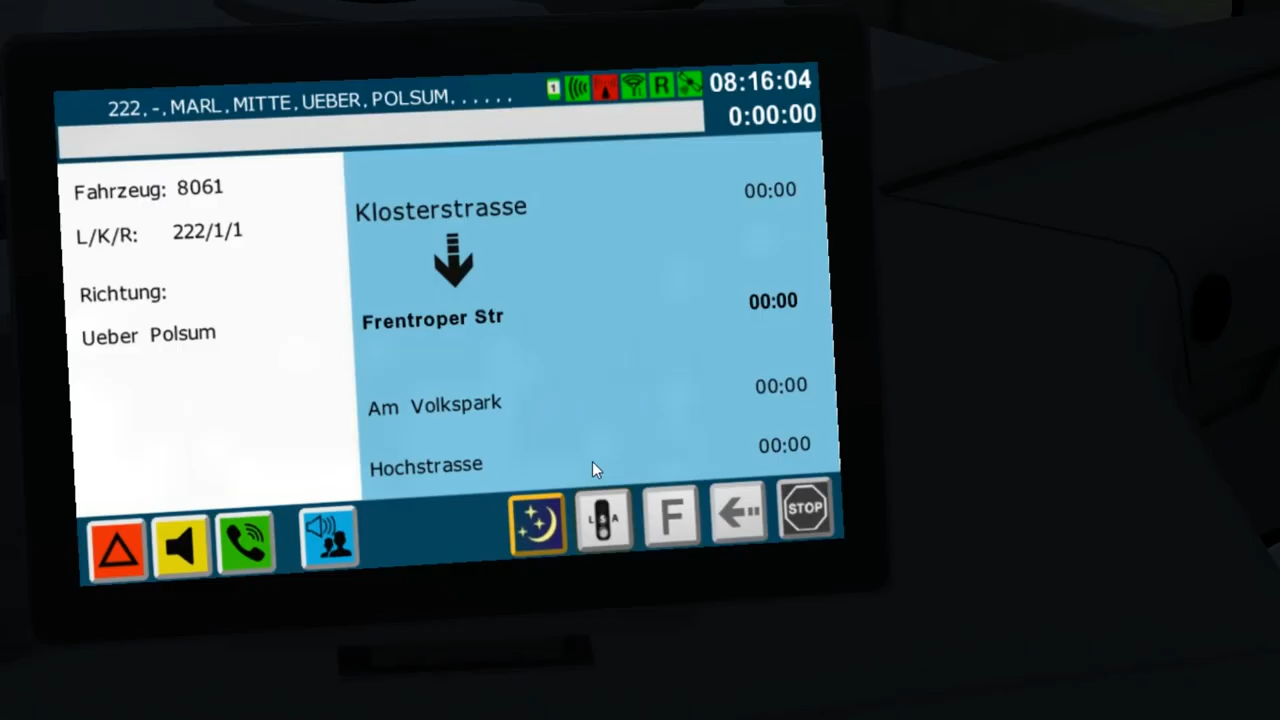 222,-,MARL,MITTE,UEBER,POLSUM,,,,,,
1
R
08:16:04
0:00:00
Fahrzeug: 8061
L/K/R: 222/1/1
Richtung:
Ueber Polsum
Klosterstrasse 00:00
Frentroper Str 00:00
Am Volkspark 00:00
Hochstrasse 00:00
LSA
F
STOP